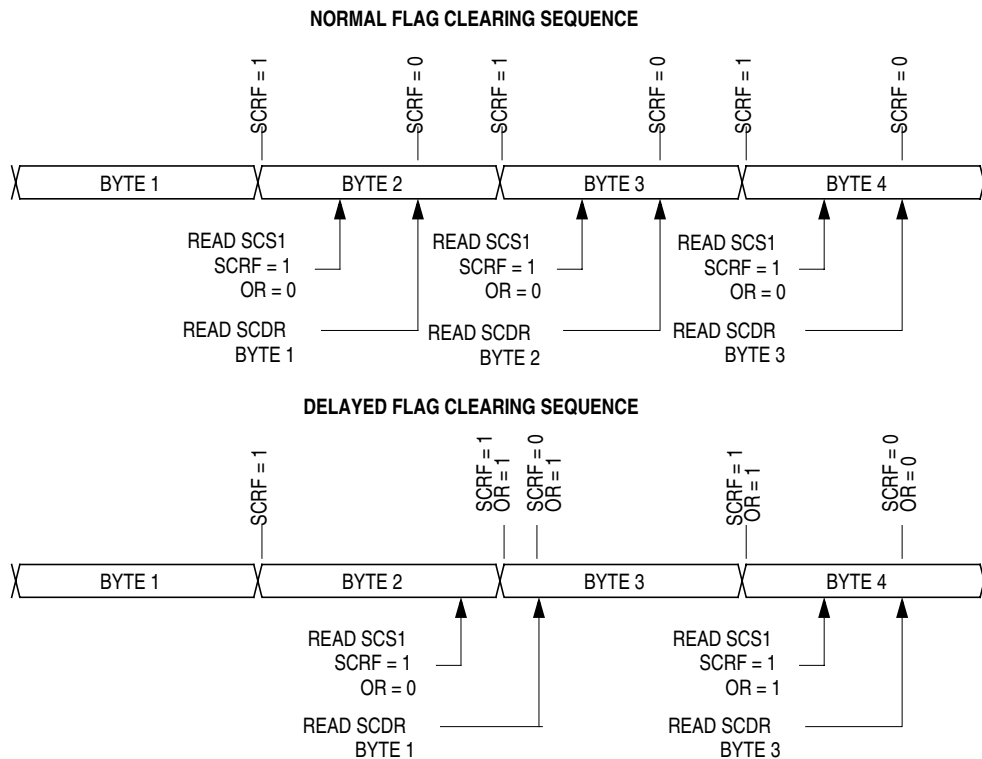 NORMAL FLAG CLEARING SEQUENCE
SCRF = 1
SCRF = 0
SCRF = 1
SCRF = 0
SCRF = 1
SCRF = 0
BYTE 1
BYTE 2
BYTE 3
BYTE 4
READ SCS1
SCRF = 1
OR = 0
READ SCS1
SCRF = 1
OR = 0
READ SCS1
SCRF = 1
OR = 0
READ SCDR
BYTE 1
READ SCDR
BYTE 2
READ SCDR
BYTE 3
DELAYED FLAG CLEARING SEQUENCE
SCRF = 1
SCRF = 1
OR = 1
SCRF = 0
OR = 1
SCRF = 1
OR = 1
SCRF = 0
OR = 0
BYTE 1
BYTE 2
BYTE 3
BYTE 4
READ SCS1
SCRF = 1
OR = 0
READ SCS1
SCRF = 1
OR = 1
READ SCDR
BYTE 1
READ SCDR
BYTE 3